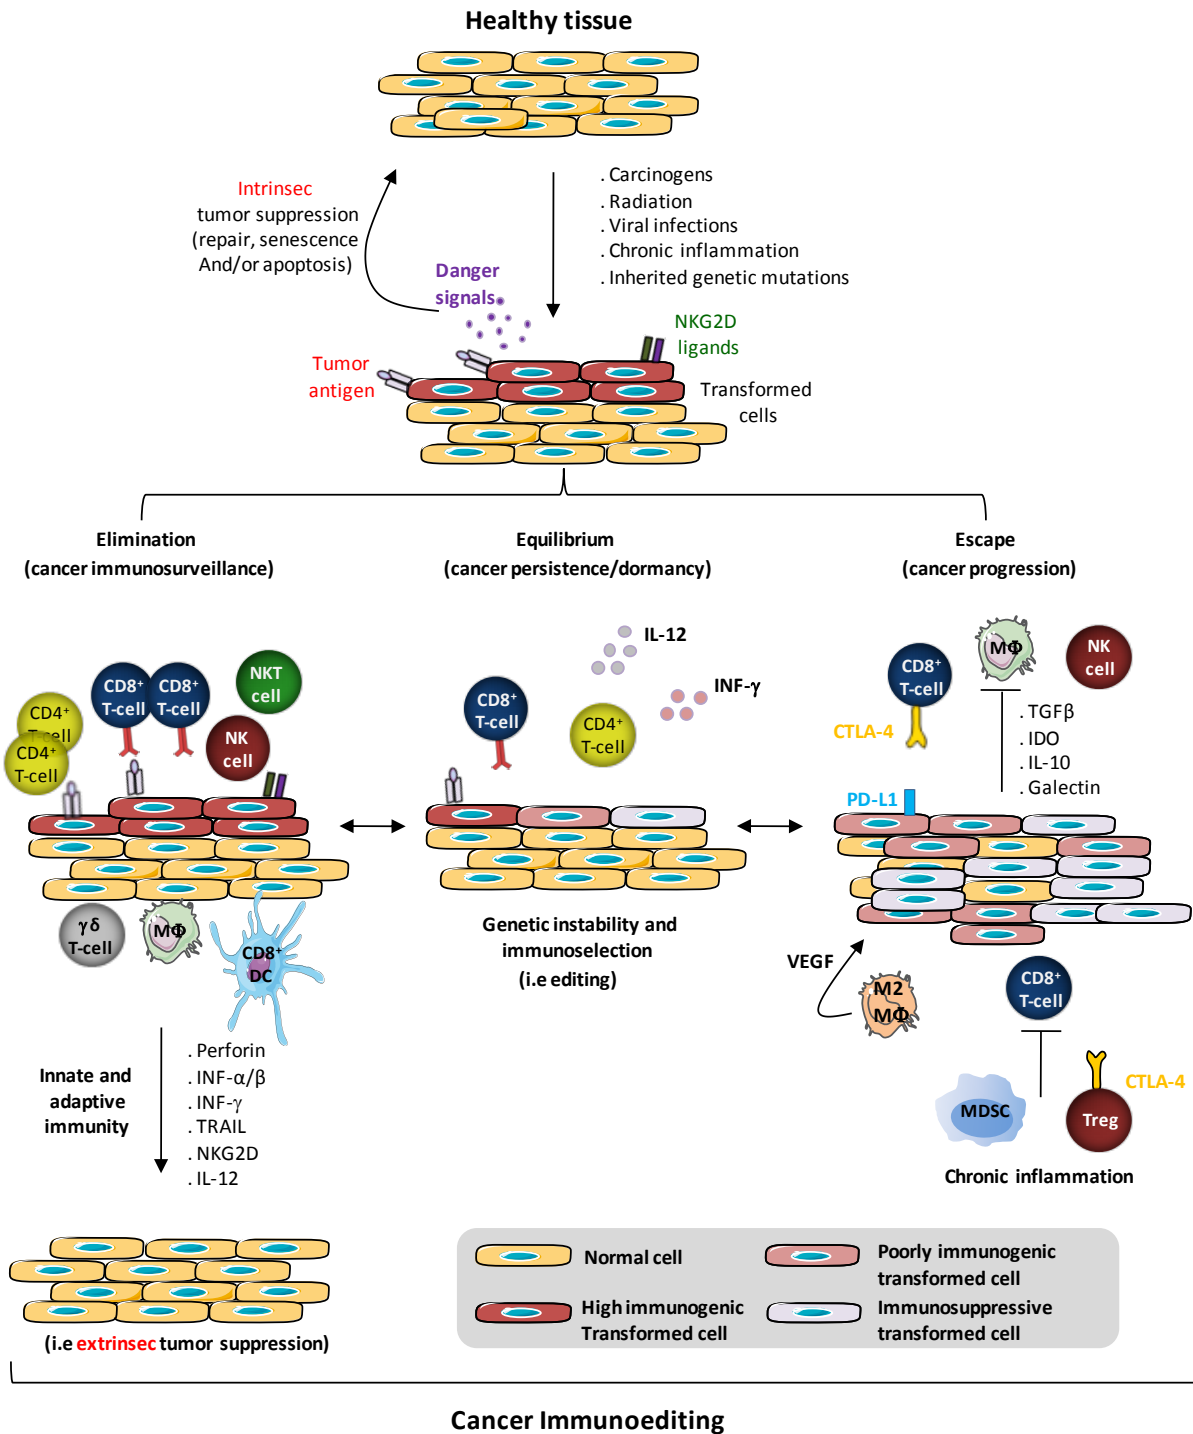 Healthy tissue
Intrinsec
tumor suppression
(repair, senescence
And/or apoptosis)
. Carcinogens
. Radiation
. Viral infections
. Chronic inflammation
. Inherited genetic mutations
Danger
signals
NKG2D
ligands
Tumor
antigen
Transformed
cells
Elimination
(cancer immunosurveillance)
Equilibrium
(cancer persistence/dormancy)
Escape
(cancer progression)
CD4+
T-cell
CD4+
T-cell
CD8+
T-cell
CD8+
T-cell
NKT
cell
NK
cell
γδ
T-cell
MΦ
CD8+
DC
IL-12
INF-γ
CD8+
T-cell
CD4+
T-cell
Genetic instability and
immunoselection
(i.e editing)
CD8+
T-cell
MΦ
NK
cell
CTLA-4
. TGFβ
. IDO
. IL-10
. Galectin
PD-L1
VEGF
M2
MΦ
CD8+
T-cell
MDSC
Treg
CTLA-4
Chronic inflammation
Innate and
adaptive
immunity
. Perforin
. INF-α/β
. INF-γ
. TRAIL
. NKG2D
. IL-12
(i.e extrinsec tumor suppression)
Normal cell
Poorly immunogenic
transformed cell
High immunogenic
Transformed cell
Immunosuppressive
transformed cell
Cancer Immunoediting